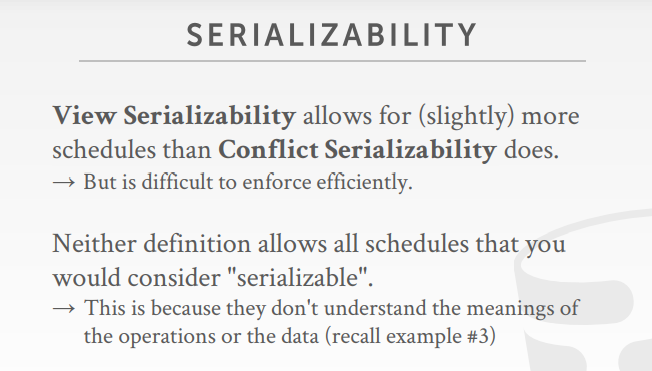 SERIALIZABILITY
View Serializability allows for (slightly) more
schedules than Conflict Serializability does.
→ But is difficult to enforce efficiently.
Neither definition allows all schedules that you
would consider "serializable".
→ This is because they don't understand the meanings of
the operations or the data (recall example #3)